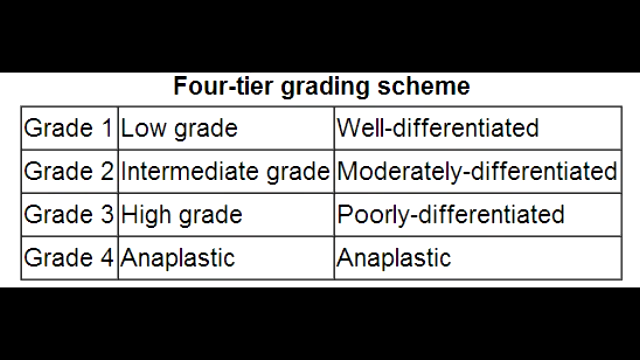 Four-tier grading scheme
Grade 1 Low grade Well-differentiated
Grade 2 Intermediate grade Moderately-differentiated
Grade 3 High grade Poorly-differentiated
Grade 4 Anaplastic Anaplastic